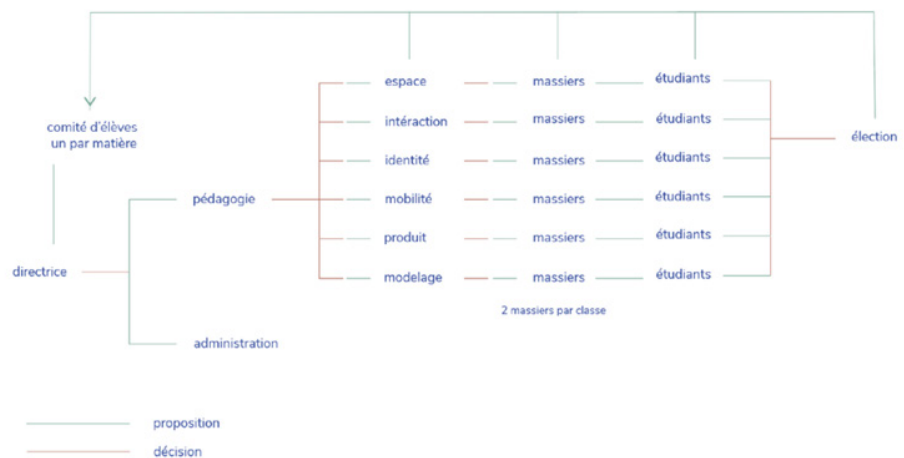 comité d'élèves
un par matière
directrice
pédagogie
administration
espace
intéraction
identité
mobilité
produit
modelage
massiers
massiers
massiers
massiers
massiers
massiers
2 massiers par classe
étudiants
étudiants
étudiants
étudiants
étudiants
étudiants
élection
proposition
décision